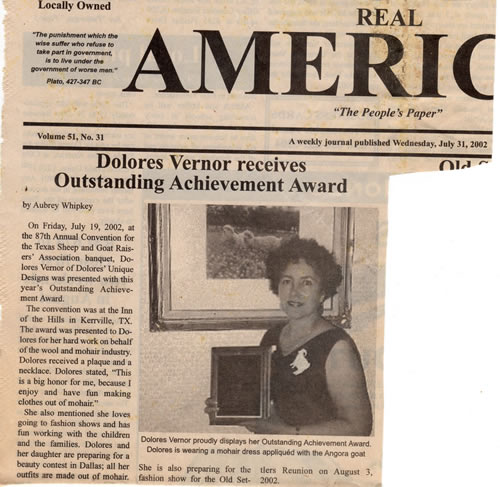 Locally Owned
"The punishment which the
wise suffer who refuse to
take part in government,
is to live under the
government of worse men."
Plato, 427-347 BC
REAL
AMERIC
"The People's Paper"
Volume 51, No. 31
A weekly journal published Wednesday, July 31, 2002
Dolores Vernor receives
Outstanding Achievement Award
Old S
by Aubrey Whipkey
On Friday, July 19, 2002, at
the 87th Annual Convention for
the Texas Sheep and Goat Rais-
ers' Association banquet, Do-
lores Vernor of Dolores' Unique
Designs was presented with this
year's Outstanding Achieve-
ment Award.
The convention was at the Inn
of the Hills in Kerrville, TX.
The award was presented to Do-
lores for her hard work on behalf
of the wool and mohair industry.
Dolores received a plaque and a
necklace. Dolores stated, "This
is a big honor for me, because I
enjoy and have fun making
clothes out of mohair."
She also mentioned she loves
going to fashion shows and has
fun working with the children
and the families. Dolores and
her daughter are preparing for a
beauty contest in Dallas; all her
outfits are made out of mohair.
Dolores Vernor proudly displays her Outstanding Achievement Award.
Dolores is wearing a mohair dress appliquéd with the Angora goat
She is also preparing for the
fashion show for the Old Set-
tlers Reunion on August 3,
2002.